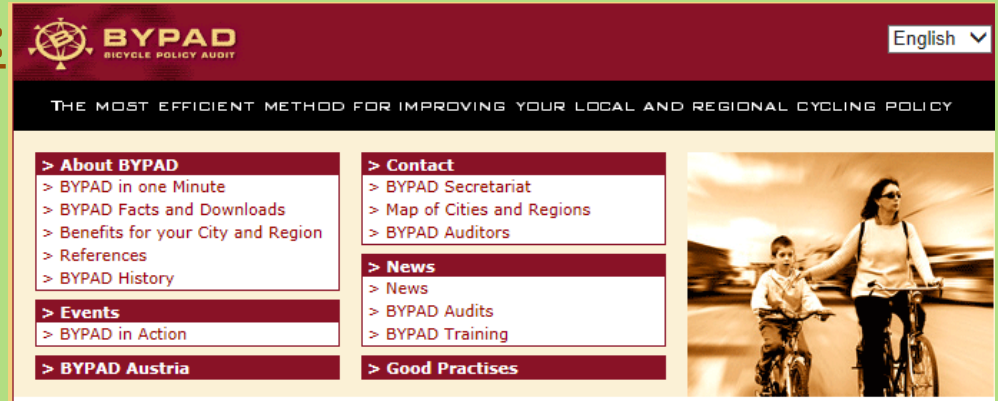 BYPAD
BICYCLE POLICY AUDIT
English
THE MOST EFFICIENT METHOD FOR IMPROVING YOUR LOCAL AND REGIONAL CYCLING POLICY
> About BYPAD
> BYPAD in one Minute
> BYPAD Facts and Downloads
> Benefits for your City and Region
> References
> BYPAD History
> Events
> BYPAD in Action
> BYPAD Austria
> Contact
> BYPAD Secretariat
> Map of Cities and Regions
> BYPAD Auditors
> News
> News
> BYPAD Audits
> BYPAD Training
> Good Practises